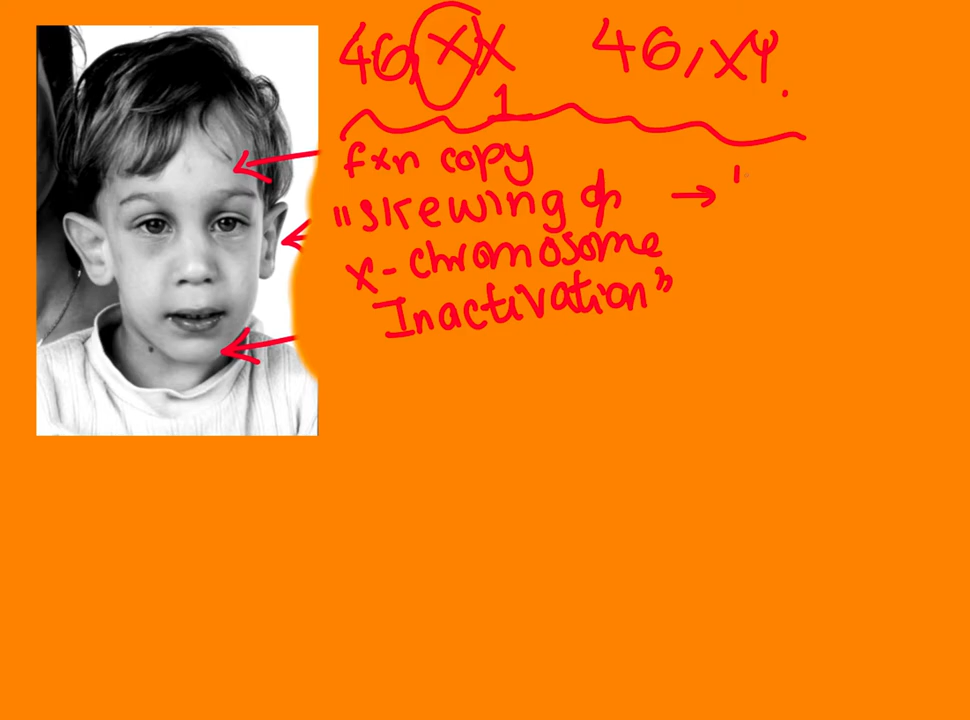 46,XX 46,XY
1
fxn copy
"skewing of →
X-chromosome
Inactivation"